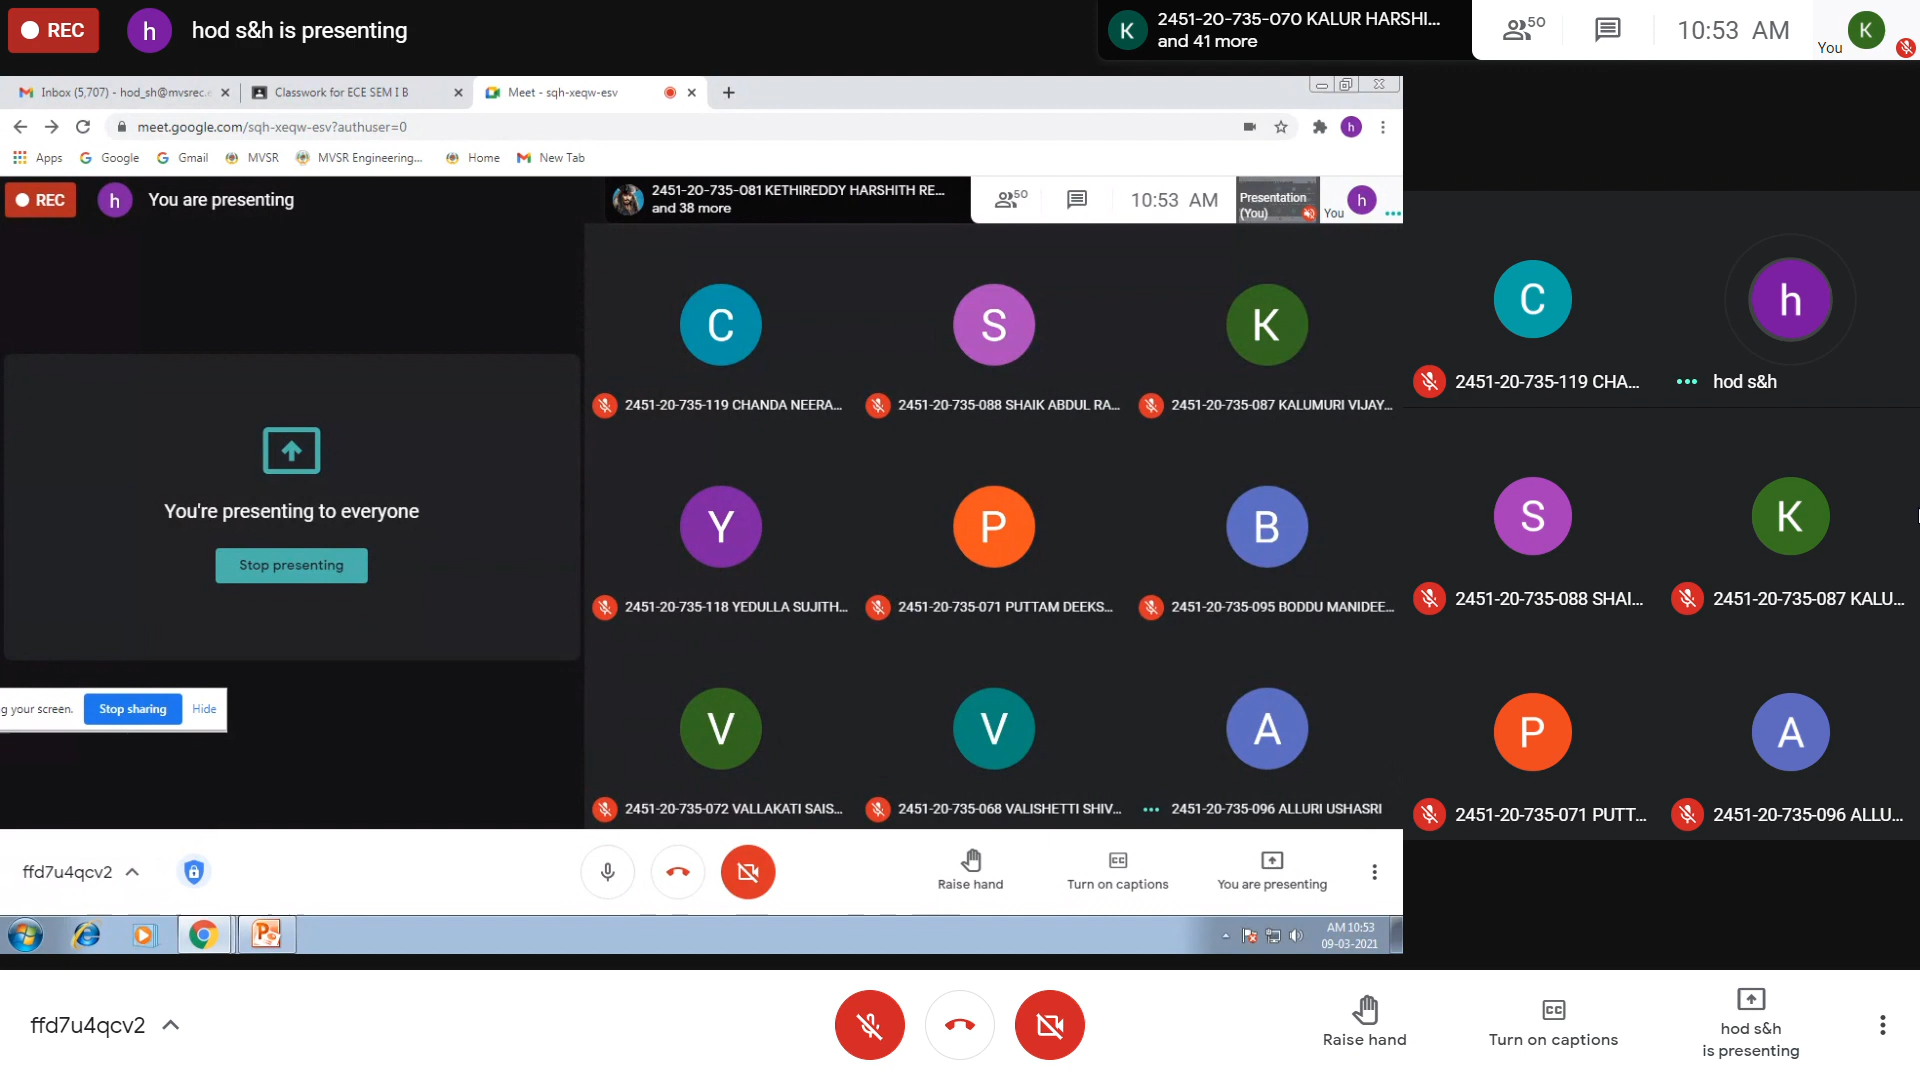 REC
h
hod s&h is presenting
K
2451-20-735-070 KALUR HARSHI...
and 41 more
50
10:53 AM
You
K
Inbox (5,707) - hod_sh@mvsrec.e
Classwork for ECE SEM I B
Meet - sqh-xeqw-esv
meet.google.com/sqh-xeqw-esv?authuser=0
h
Apps
Google
Gmail
MVSR
MVSR Engineering...
Home
New Tab
REC
h
You are presenting
2451-20-735-081 KETHIREDDY HARSHITH RE...
and 38 more
50
10:53 AM
Presentation
(You)
You
h
C
S
K
2451-20-735-119 CHANDA NEERA...
2451-20-735-088 SHAIK ABDUL RA...
2451-20-735-087 KALUMURI VIJAY...
Y
P
B
2451-20-735-118 YEDULLA SUJITH...
2451-20-735-071 PUTTAM DEEKS...
2451-20-735-095 BODDU MANIDEE...
V
V
A
2451-20-735-072 VALLAKATI SAIS...
2451-20-735-068 VALISHETTI SHIV...
2451-20-735-096 ALLURI USHASRI
You're presenting to everyone
Stop presenting
g your screen.
Stop sharing
Hide
ffd7u4qcv2
Raise hand
Turn on captions
You are presenting
AM 10:53
09-03-2021
C
h
2451-20-735-119 CHA...
hod s&h
S
K
2451-20-735-088 SHAI...
2451-20-735-087 KALU...
P
A
2451-20-735-071 PUTT...
2451-20-735-096 ALLU...
ffd7u4qcv2
Raise hand
Turn on captions
hod s&h
is presenting